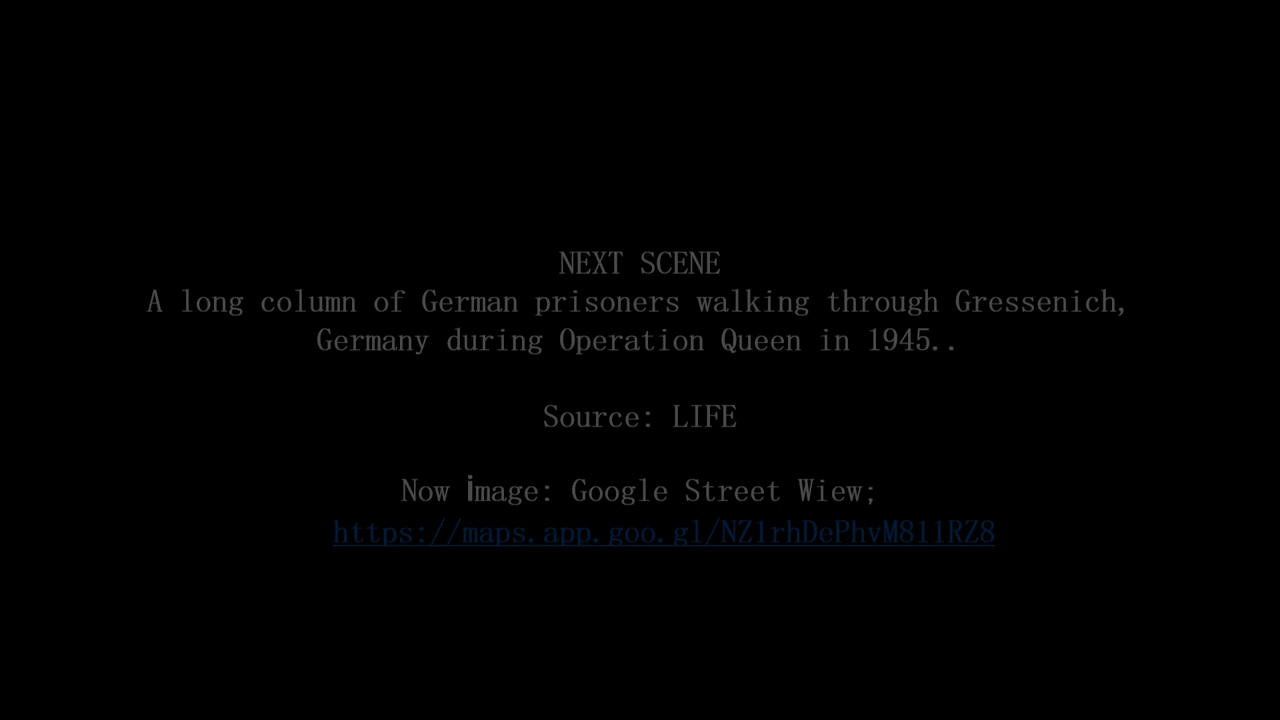 NEXT SCENE
A long column of German prisoners walking through Gressenich,
Germany during Operation Queen in 1945..
Source: LIFE
Now image: Google Street Wiew;
https://maps.app.goo.gl/NZ1rhDePhvM811RZ8